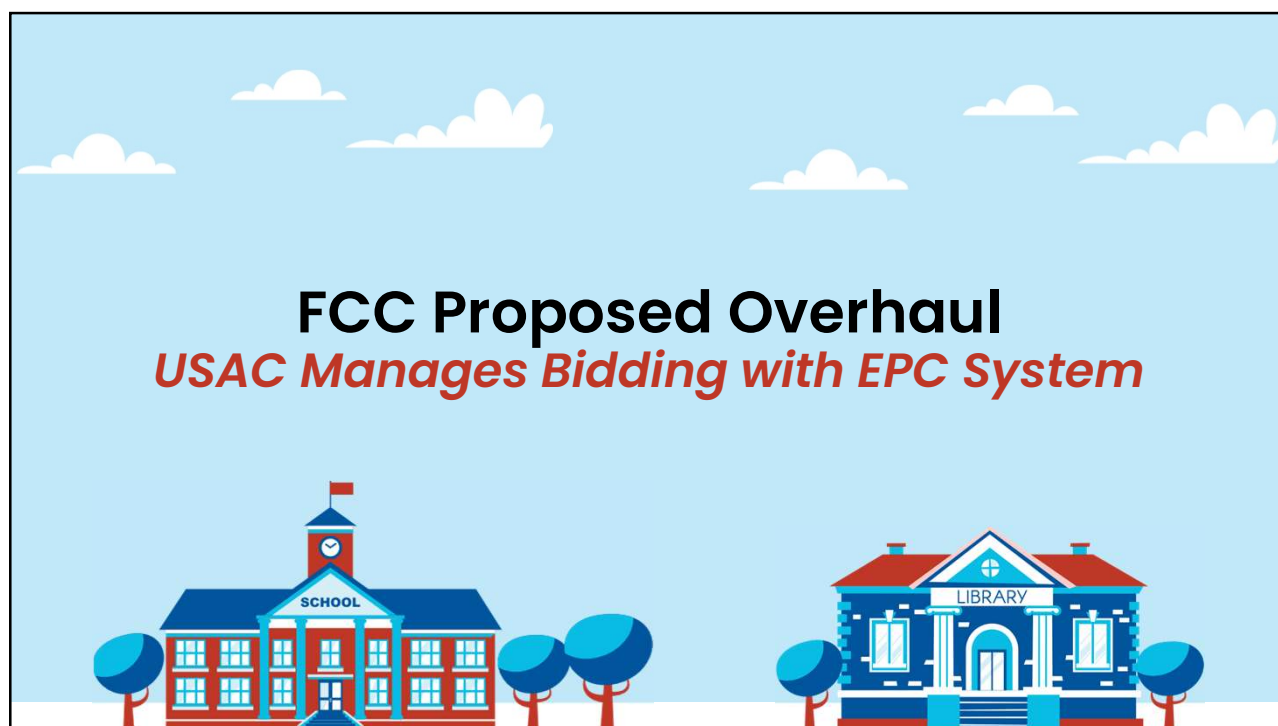 FCC Proposed Overhaul
USAC Manages Bidding with EPC System
SCHOOL
LIBRARY